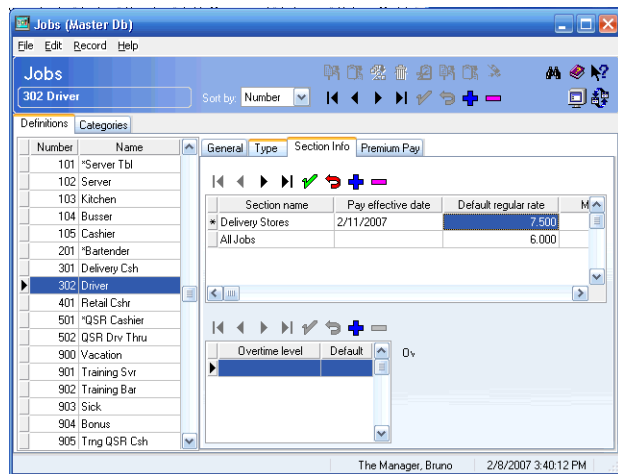 Jobs (Master Db)
File Edit Record Help
Jobs
302 Driver
Sort by: Number
Definitions Categories
Number Name
101 *Server Tbl
102 Server
103 Kitchen
104 Busser
105 Cashier
201 *Bartender
301 Delivery Csh
302 Driver
401 Retail Cshr
501 *QSR Cashier
502 QSR Drv Thru
900 Vacation
901 Training Svr
902 Training Bar
903 Sick
904 Bonus
905 Trng QSR Csh
General Type Section Info Premium Pay
Section name Pay effective date Default regular rate M
* Delivery Stores 2/11/2007 7.500
All Jobs 6.000
Overtime level Default
The Manager, Bruno 2/8/2007 3:40:12 PM